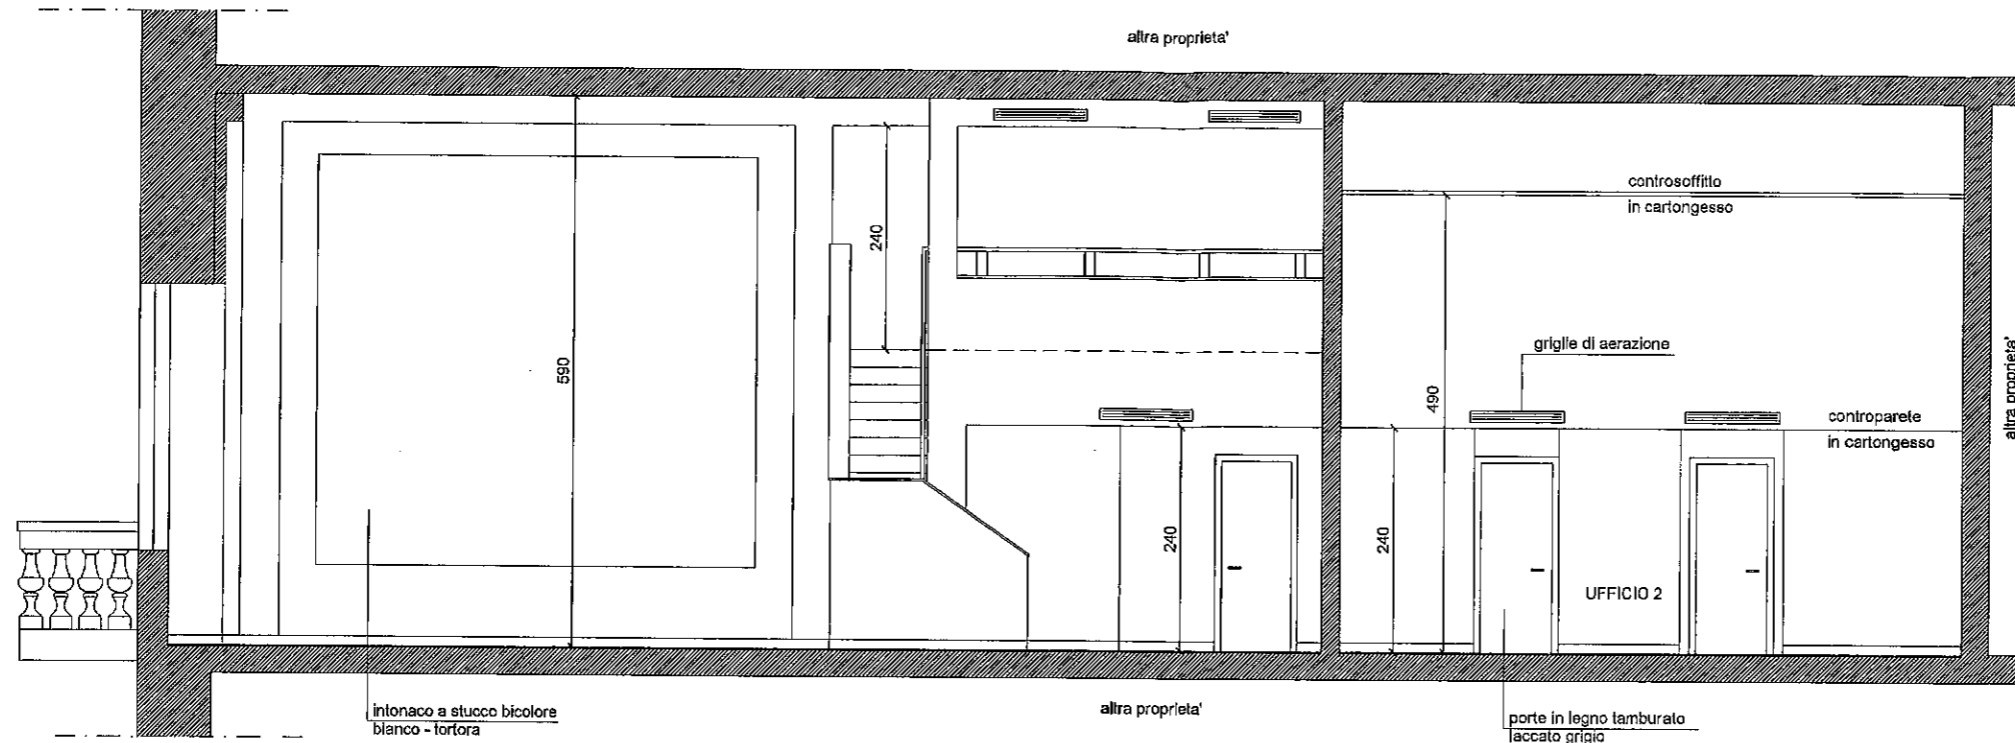 altra proprieta'
controsoffitto
in cartongesso
240
590
griglie di aerazione
490
controparete
in cartongesso
altra proprieta'
240
240
UFFICIO 2
intonaco a stucco bicolore
bianco - tortora
altra proprieta'
porte in legno tamburato
laccato grigio